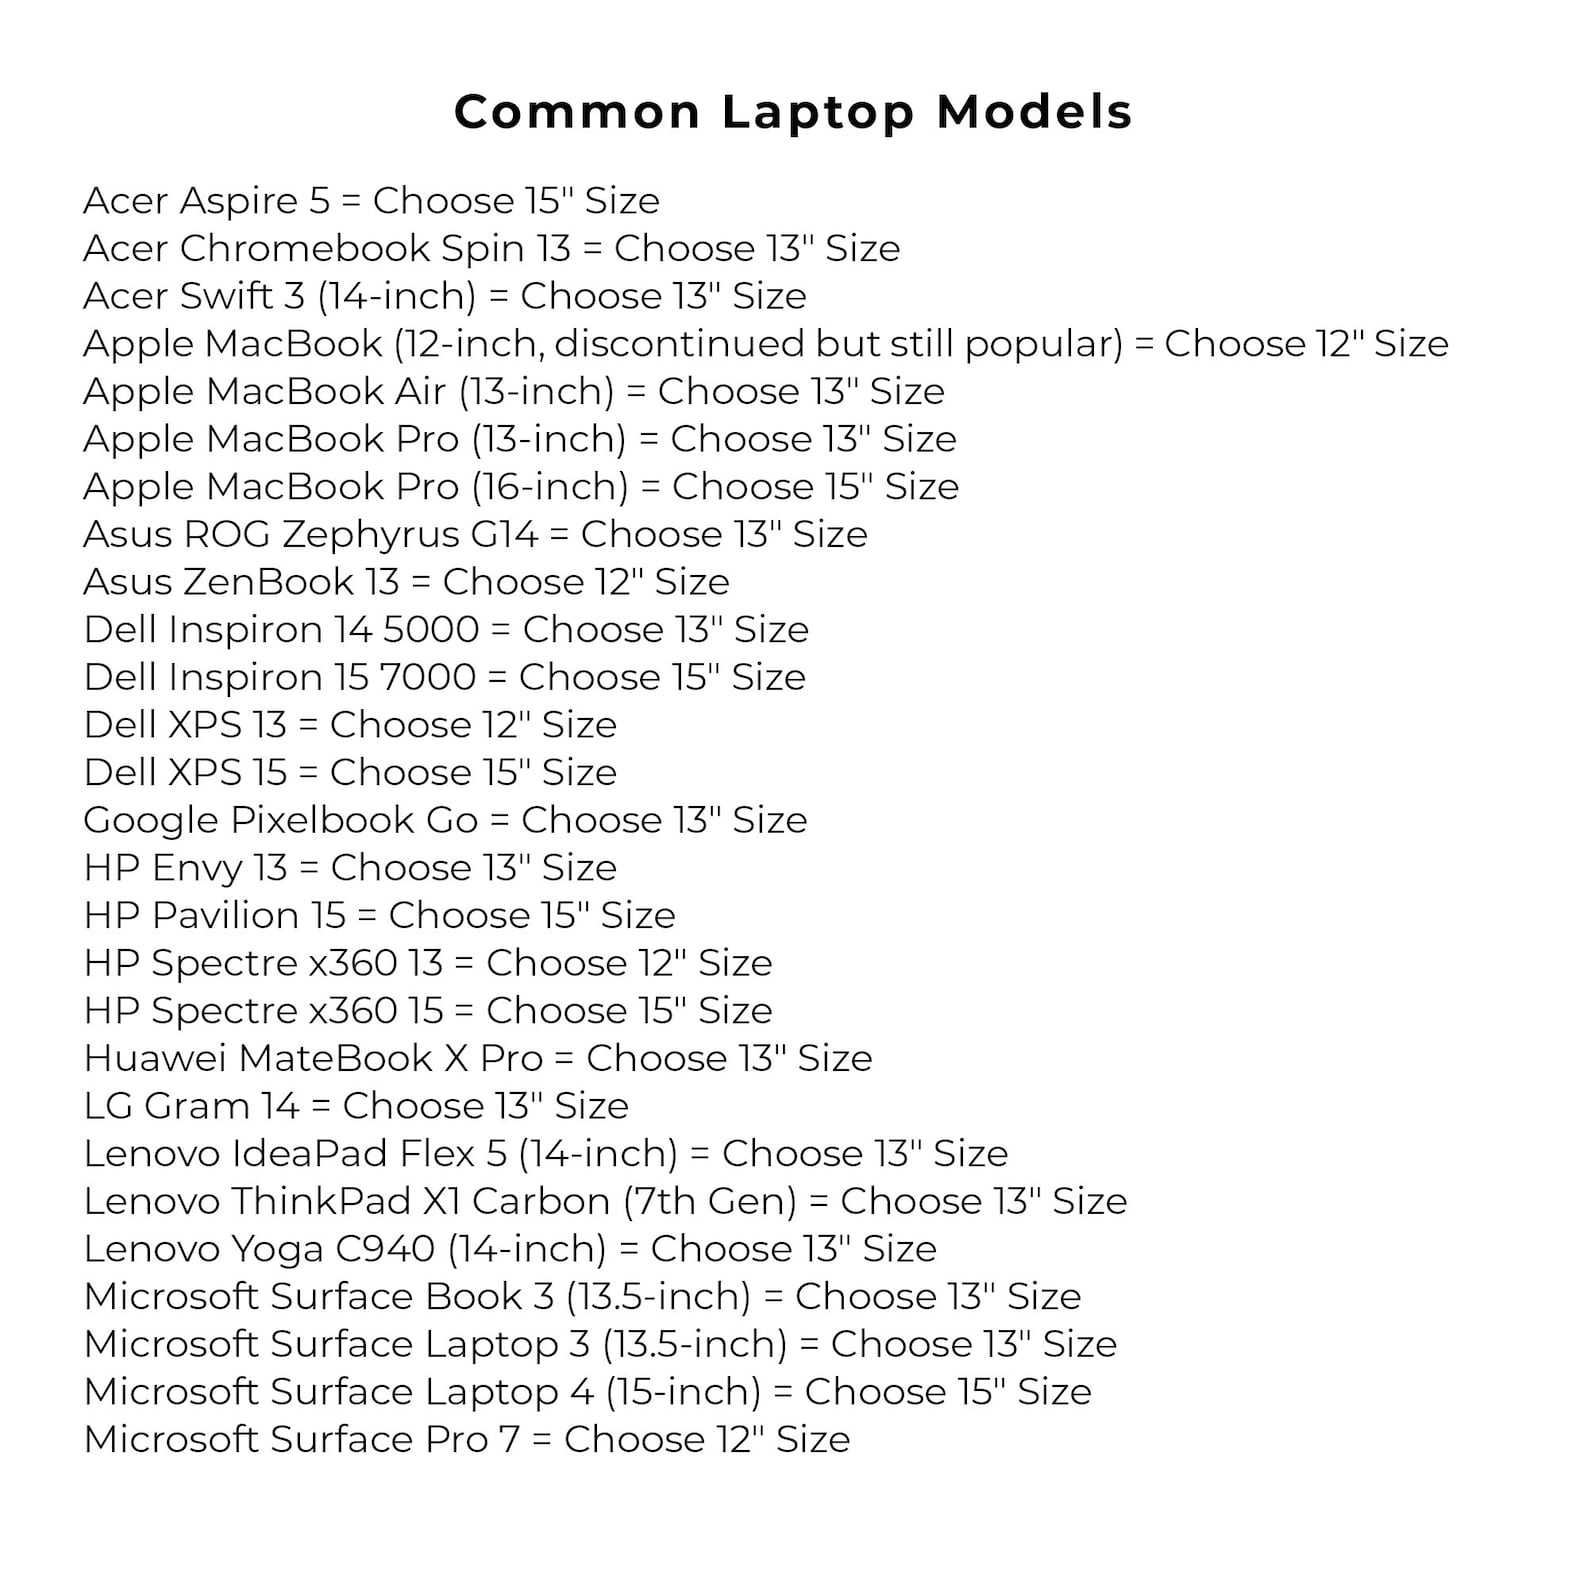 Common Laptop Models
Acer Aspire 5 = Choose 15" Size
Acer Chromebook Spin 13 = Choose 13" Size
Acer Swift 3 (14-inch) = Choose 13" Size
Apple MacBook (12-inch, discontinued but still popular) = Choose 12" Size
Apple MacBook Air (13-inch) = Choose 13" Size
Apple MacBook Pro (13-inch) = Choose 13" Size
Apple MacBook Pro (16-inch) = Choose 15" Size
Asus ROG Zephyrus G14 = Choose 13" Size
Asus ZenBook 13 = Choose 12" Size
Dell Inspiron 14 5000 = Choose 13" Size
Dell Inspiron 15 7000 = Choose 15" Size
Dell XPS 13 = Choose 12" Size
Dell XPS 15 = Choose 15" Size
Google Pixelbook Go = Choose 13" Size
HP Envy 13 = Choose 13" Size
HP Pavilion 15 = Choose 15" Size
HP Spectre x360 13 = Choose 12" Size
HP Spectre x360 15 = Choose 15" Size
Huawei MateBook X Pro = Choose 13" Size
LG Gram 14 = Choose 13" Size
Lenovo IdeaPad Flex 5 (14-inch) = Choose 13" Size
Lenovo ThinkPad X1 Carbon (7th Gen) = Choose 13" Size
Lenovo Yoga C940 (14-inch) = Choose 13" Size
Microsoft Surface Book 3 (13.5-inch) = Choose 13" Size
Microsoft Surface Laptop 3 (13.5-inch) = Choose 13" Size
Microsoft Surface Laptop 4 (15-inch) = Choose 15" Size
Microsoft Surface Pro 7 = Choose 12" Size